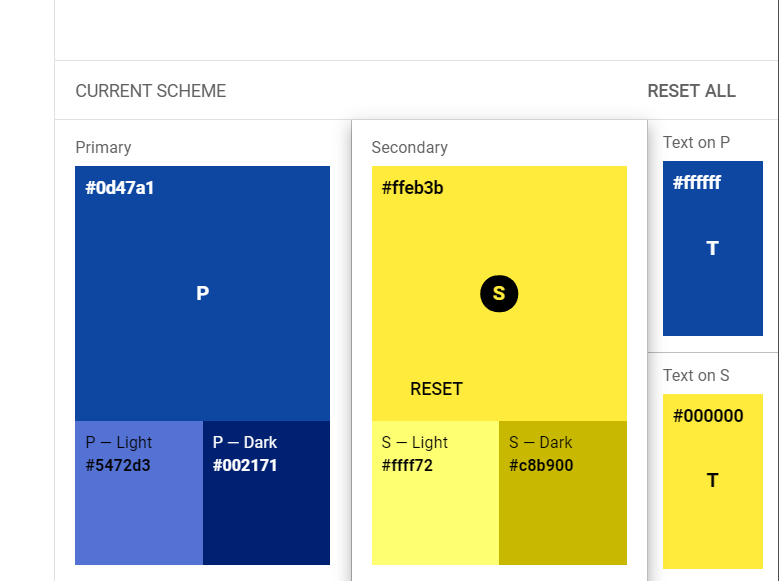 CURRENT SCHEME
RESET ALL
Primary
#0d47a1
P
P — Light
#5472d3
P — Dark
#002171
Secondary
#ffeb3b
S
RESET
S — Light
#ffff72
S — Dark
#c8b900
Text on P
#ffffff
T
Text on S
#000000
T